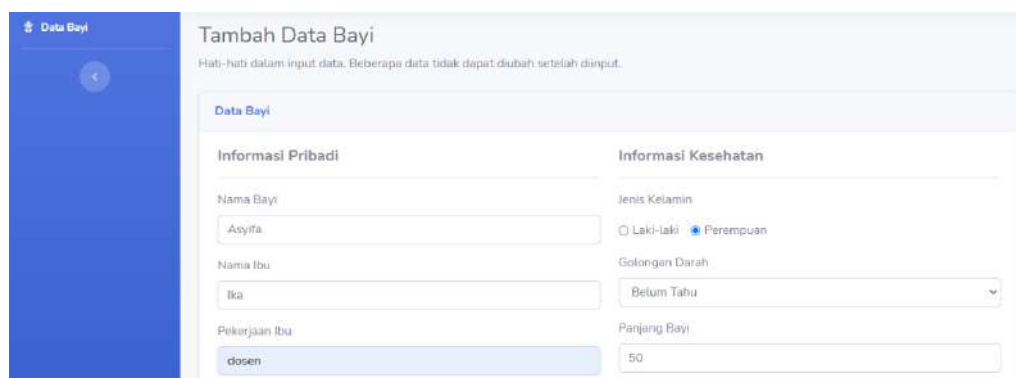 Data Bayi
Tambah Data Bayi
Hati-hati dalam input data. Beberapa data tidak dapat diubah setelah diinput.
Data Bayi
Informasi Pribadi
Nama Bayi
Asyifa
Nama Ibu
Ika
Pekerjaan Ibu
dosen
Informasi Kesehatan
Jenis Kelamin
Laki-laki Perempuan
Golongan Darah
Belum Tahu
Panjang Bayi
50